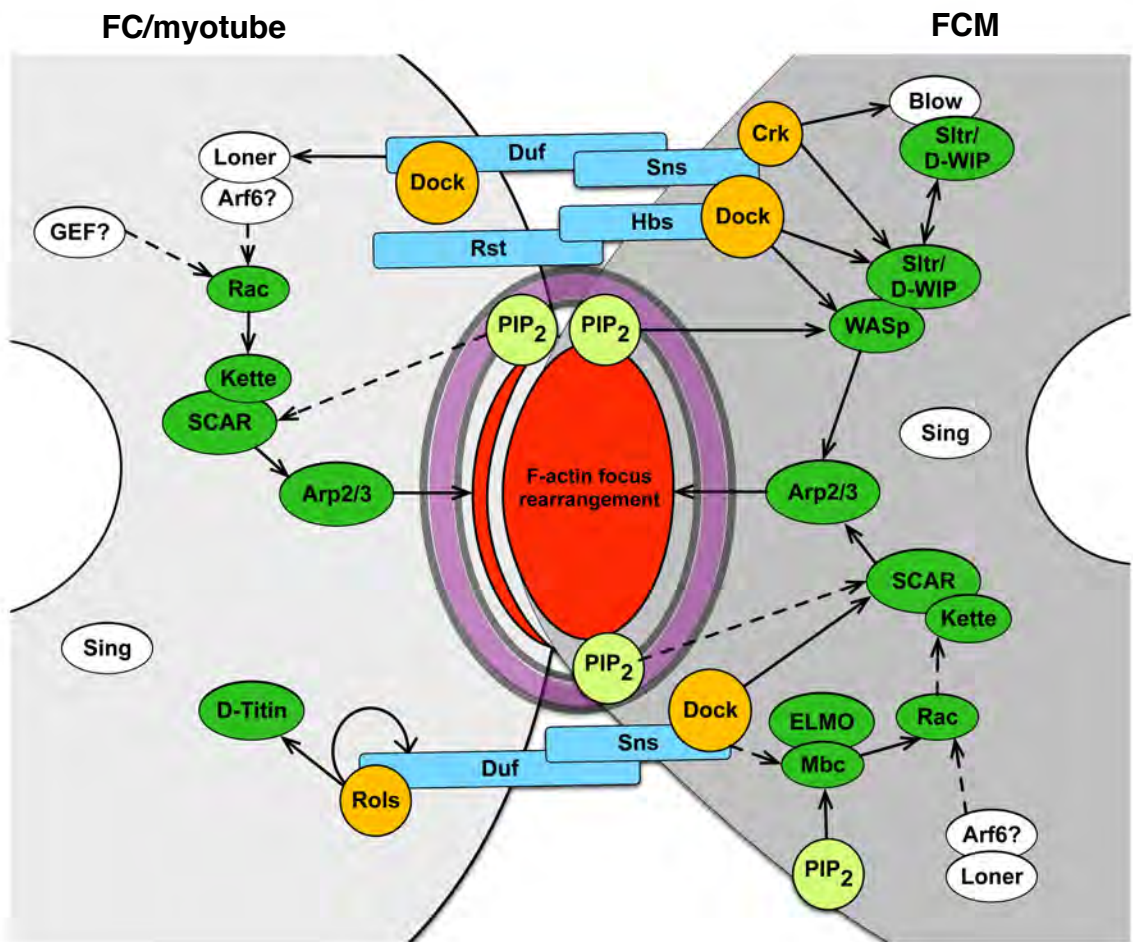 FC/myotube
FCM
Blow
Crk
Sltr/
D-WIP
Duf
Loner
Sns
Dock
Arf6?
Dock
Hbs
GEF?
Rst
Sltr/
D-WIP
Rac
PIP2
PIP2
WASp
Kette
SCAR
Sing
F-actin focus
rearrangement
Arp2/3
Arp2/3
SCAR
Kette
Sing
PIP2
D-Titin
Dock
ELMO
Rac
Sns
Duf
Mbc
Rols
Arf6?
PIP2
Loner